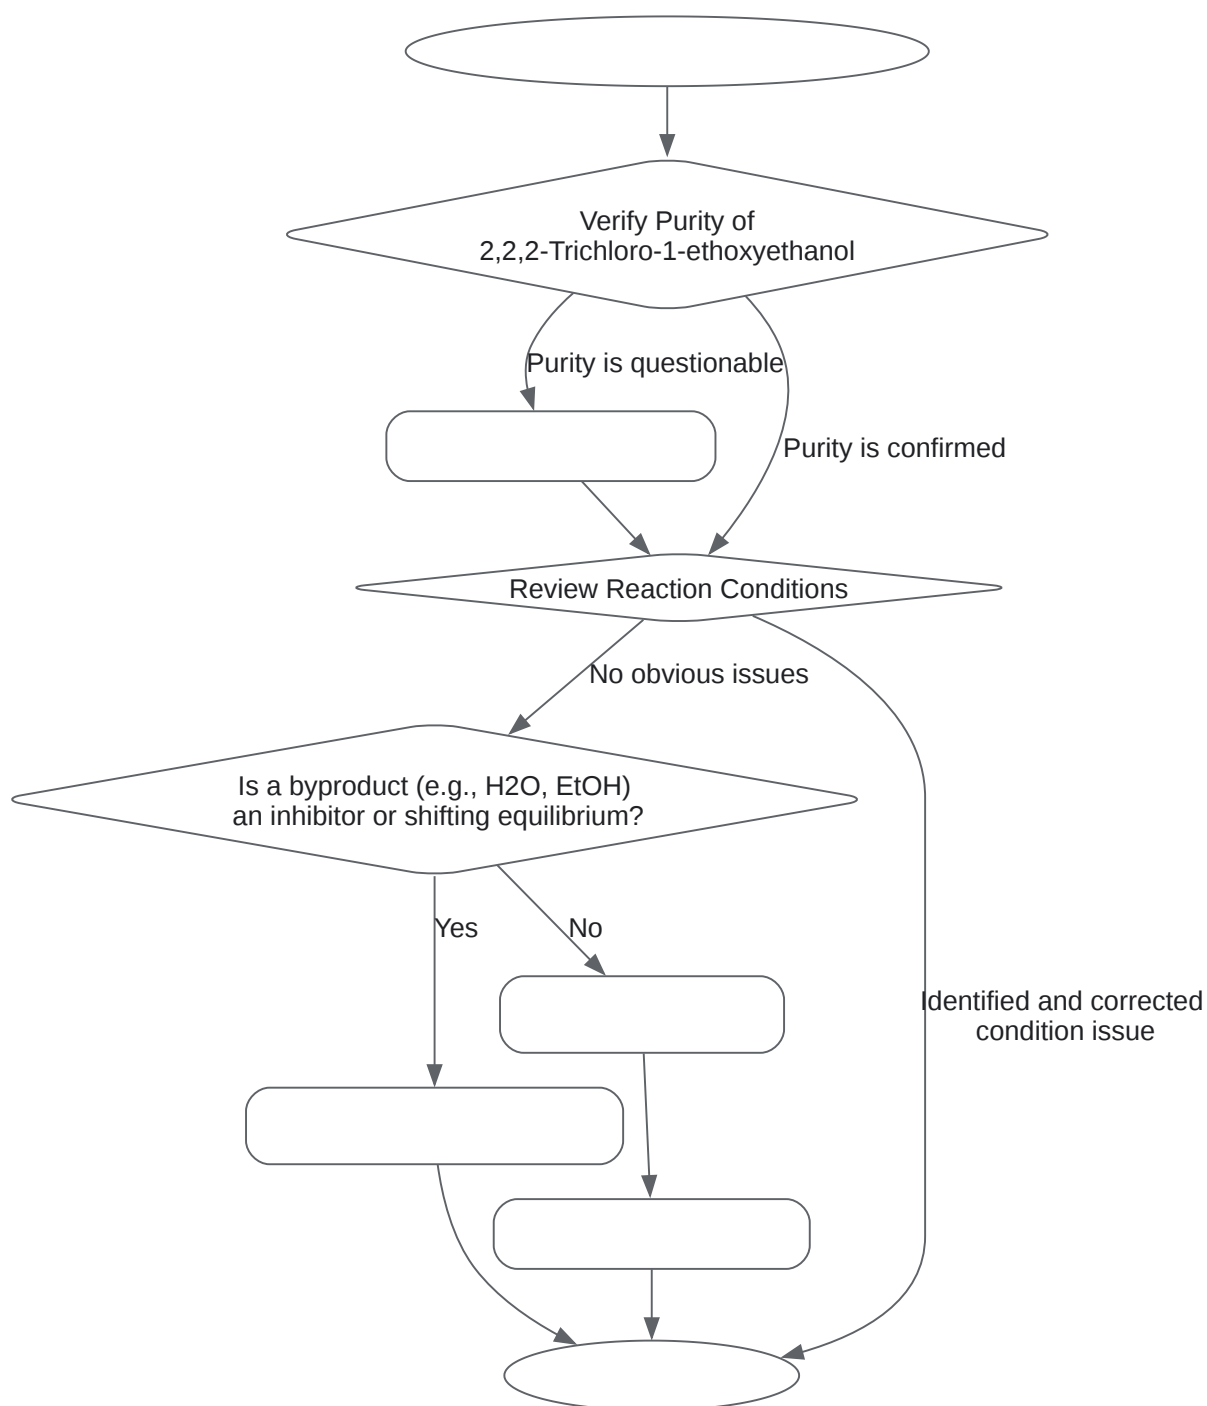 Verify Purity of
2,2,2-Trichloro-1-ethoxyethanol
Purity is questionable
Purity is confirmed
Review Reaction Conditions
No obvious issues
Is a byproduct (e.g., H2O, EtOH)
an inhibitor or shifting equilibrium?
Yes
No
Identified and corrected
condition issue